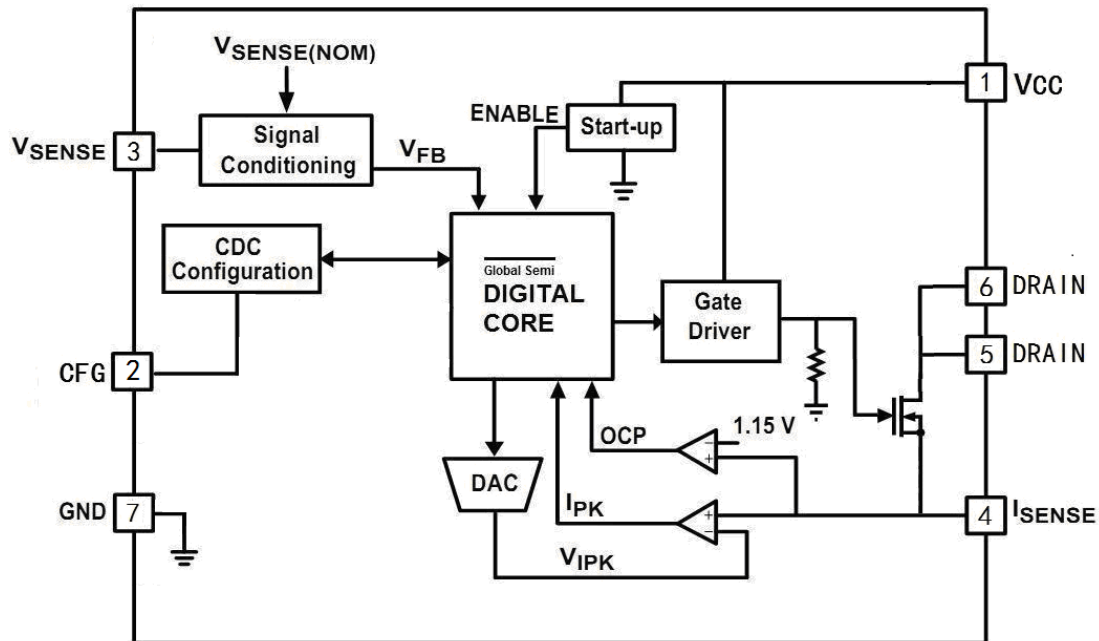 VSENSE(NOM)
1
VCC
ENABLE
Start-up
VSENSE
3
Signal
Conditioning
VFB
CDC
Configuration
Global Semi
DIGITAL
CORE
Gate
Driver
6
DRAIN
5
DRAIN
CFG
2
1.15 V
OCP
−
+
DAC
GND
7
IPK
+
−
4
ISENSE
VIPK